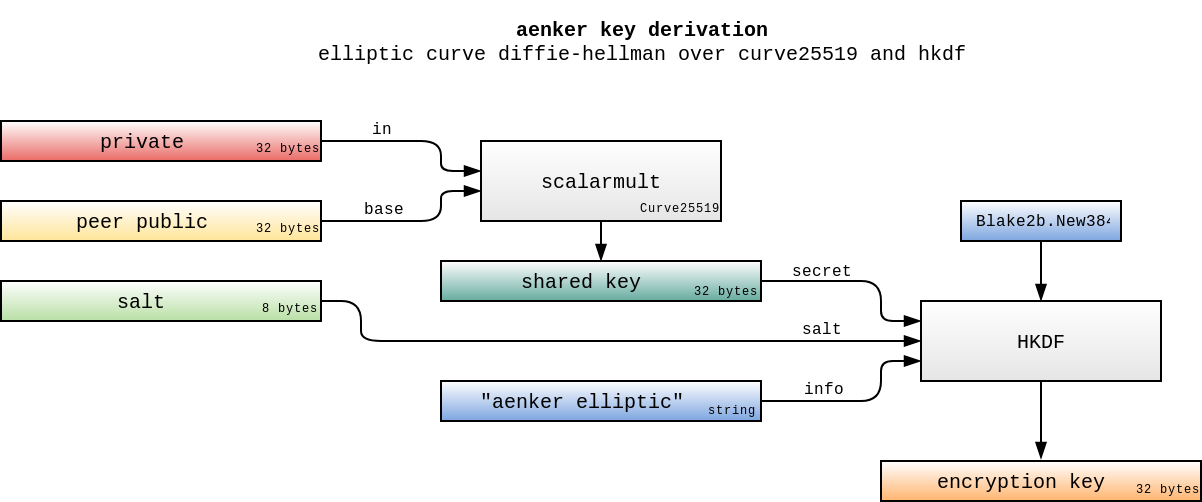 aenker key derivation
elliptic curve diffie-hellman over curve25519 and hkdf
in
private
32 bytes
scalarmult
Curve25519
base
peer public
32 bytes
Blake2b.New384
shared key
32 bytes
secret
salt
8 bytes
salt
HKDF
info
"aenker elliptic"
string
encryption key
32 bytes